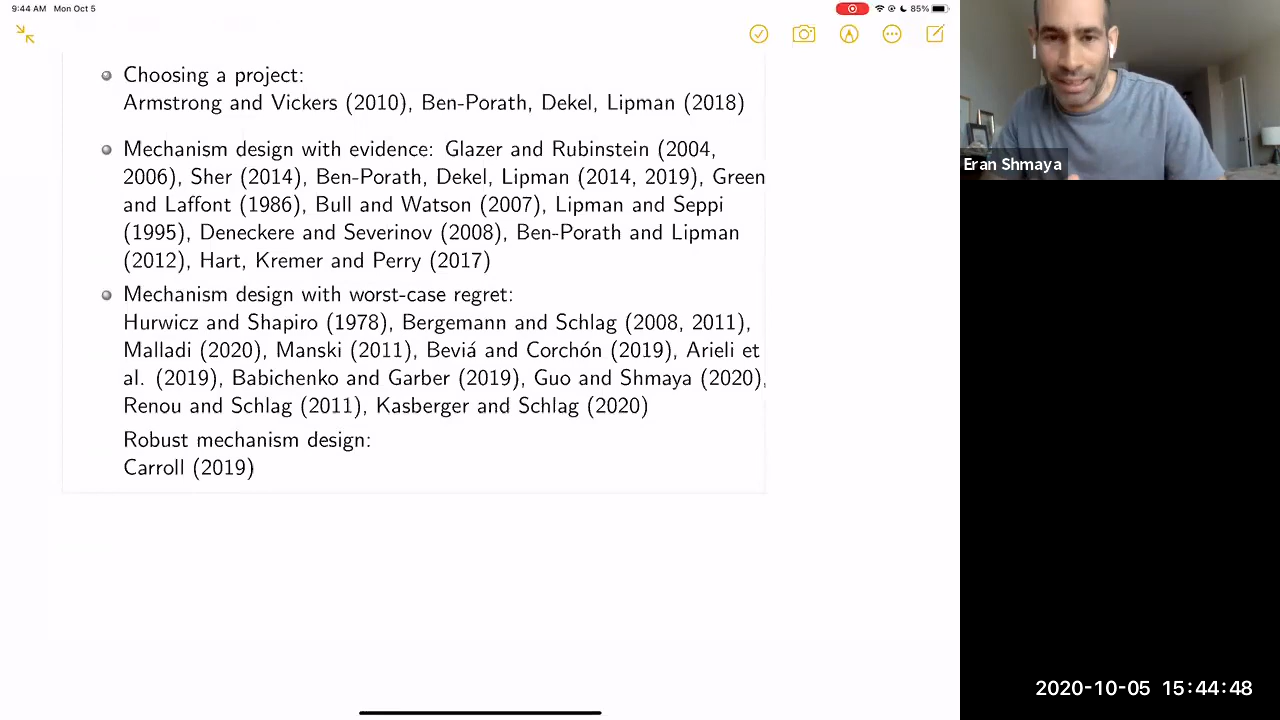 9:44 AM Mon Oct 5
85%
Choosing a project:
Armstrong and Vickers (2010), Ben-Porath, Dekel, Lipman (2018)
Mechanism design with evidence: Glazer and Rubinstein (2004,
2006), Sher (2014), Ben-Porath, Dekel, Lipman (2014, 2019), Green
and Laffont (1986), Bull and Watson (2007), Lipman and Seppi
(1995), Deneckere and Severinov (2008), Ben-Porath and Lipman
(2012), Hart, Kremer and Perry (2017)
Mechanism design with worst-case regret:
Hurwicz and Shapiro (1978), Bergemann and Schlag (2008, 2011),
Malladi (2020), Manski (2011), Beviá and Corchón (2019), Arieli et
al. (2019), Babichenko and Garber (2019), Guo and Shmaya (2020),
Renou and Schlag (2011), Kasberger and Schlag (2020)
Robust mechanism design:
Carroll (2019)
Eran Shmaya
2020-10-05 15:44:48